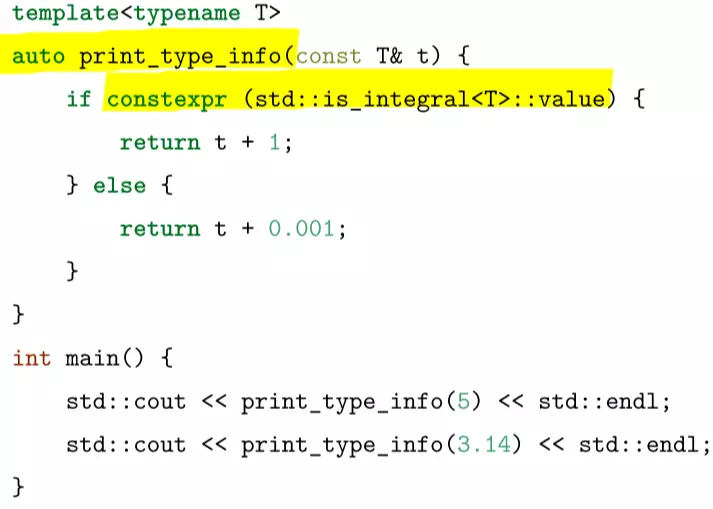 template<typename T>
auto print_type_info(const T& t) {
    if constexpr (std::is_integral<T>::value) {
        return t + 1;
    } else {
        return t + 0.001;
    }
}
int main() {
    std::cout << print_type_info(5) << std::endl;
    std::cout << print_type_info(3.14) << std::endl;
}